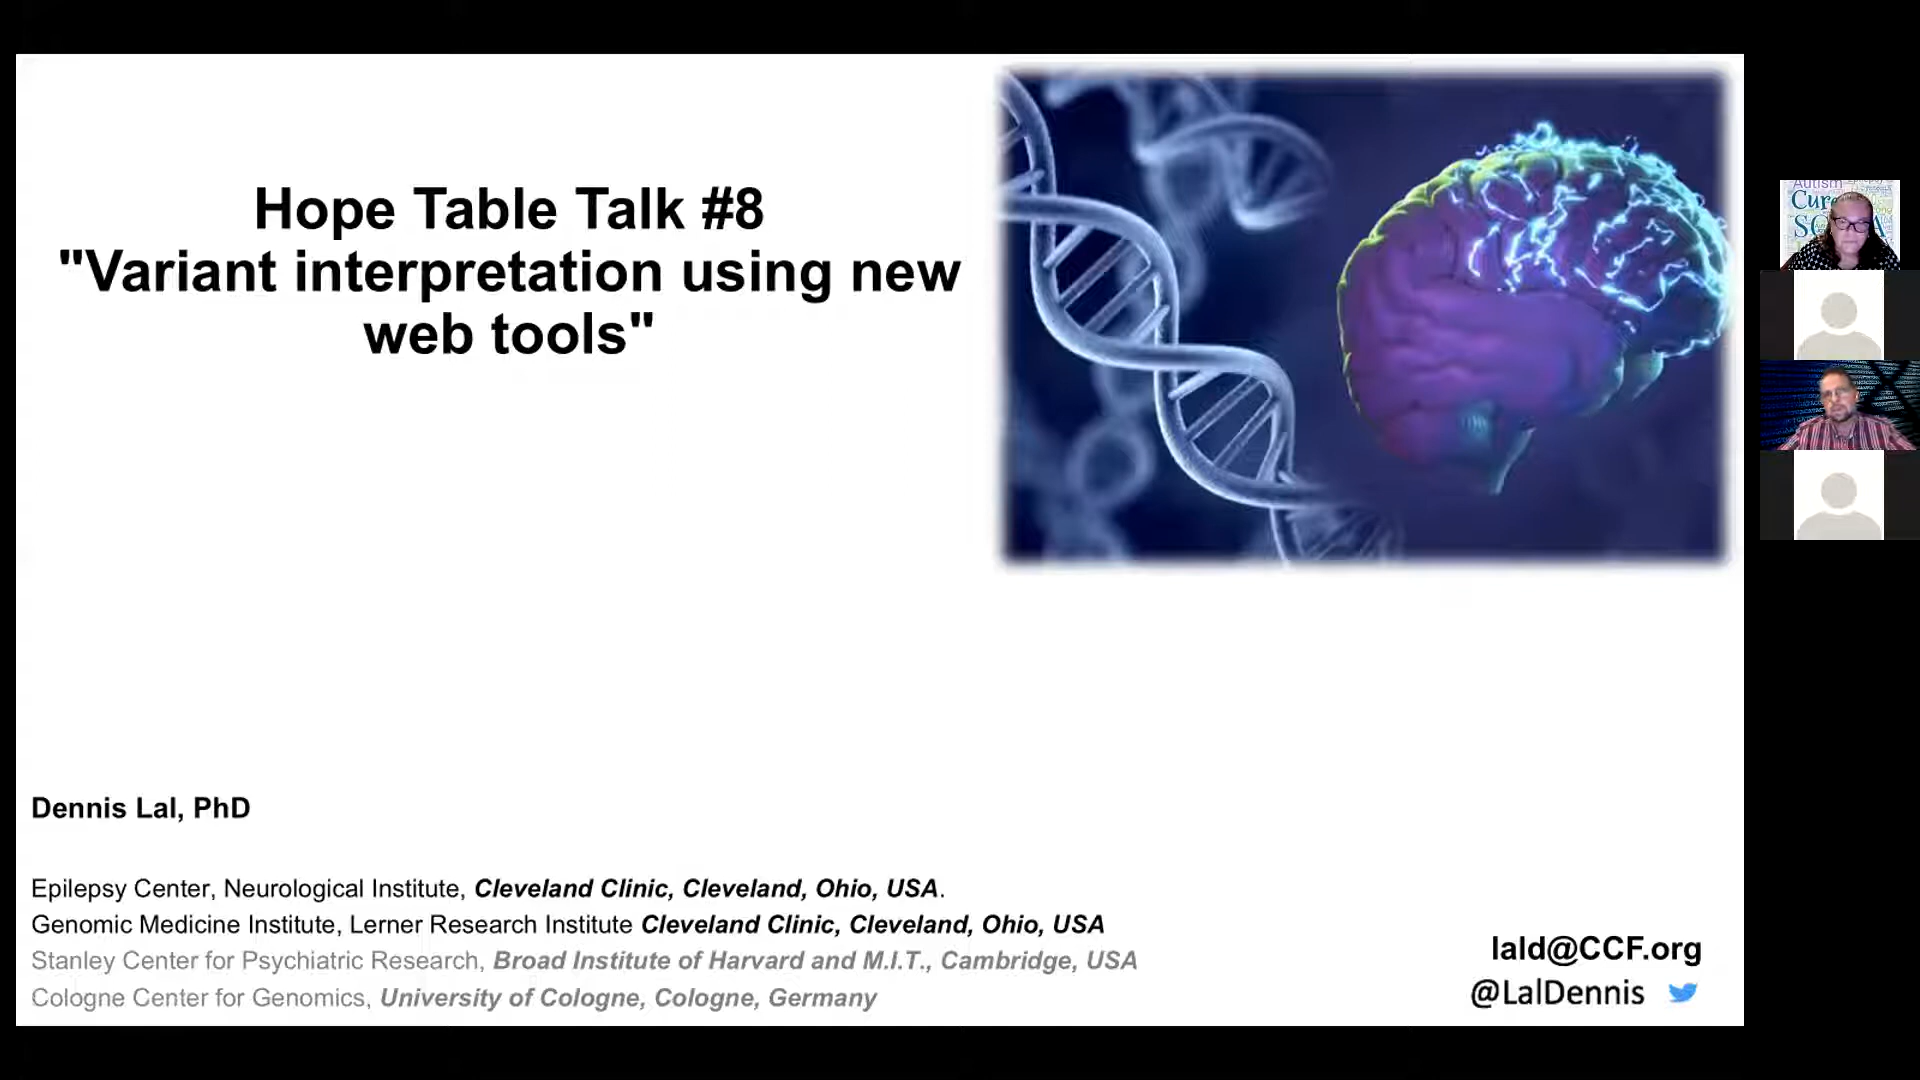 Hope Table Talk #8
"Variant interpretation using new
web tools"
Autism
Cure
Dennis Lal, PhD
Epilepsy Center, Neurological Institute, Cleveland Clinic, Cleveland, Ohio, USA.
Genomic Medicine Institute, Lerner Research Institute Cleveland Clinic, Cleveland, Ohio, USA
Stanley Center for Psychiatric Research, Broad Institute of Harvard and M.I.T., Cambridge, USA
Cologne Center for Genomics, University of Cologne, Cologne, Germany
lald@CCF.org
@LalDennis